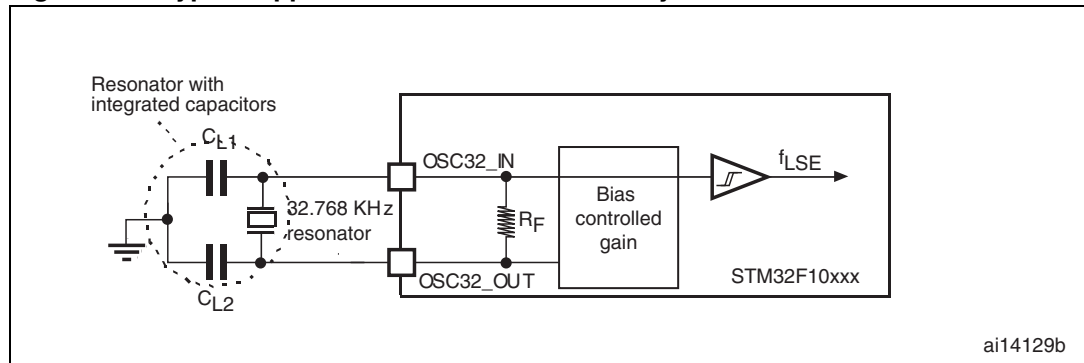 Resonator with
integrated capacitors
CL1
OSC32_IN
fLSE
Bias
controlled
gain
32.768 KHz
resonator
RF
OSC32_OUT
STM32F10xxx
CL2
ai14129b